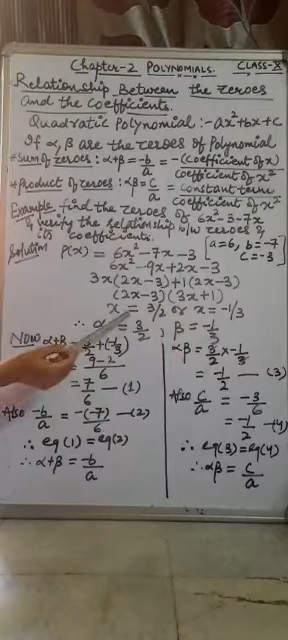 Chapter-2 POLYNOMIALS. CLASS-X
Relationship Between the zeroes
and the coefficients.
Quadratic Polynomial :- ax²+bx+c
If α, β are the zeroes of Polynomial
*Sum of zeroes : α+β = -b/a = -(Coefficient of x)/coefficient of x²
*Product of zeroes : αβ = c/a = constant term/coefficient of x²
Example find the zeroes of 6x²-3-7x
& verify the relationship b/w zeroes &
its coefficients.
[a=6, b=-7
c=-3]
Solution P(x) = 6x²-7x-3
6x²-9x+2x-3
3x(2x-3)+1(2x-3)
(2x-3)(3x+1)
x = 3/2 or x = -1/3
∴ α = 3/2, β = -1/3
Now α+β = 3/2+(-1/3)
= 9-2/6
= 7/6 —(1)
Also -b/a = -(-7)/6 —(2)
∴ eq(1) = eq(2)
∴ α+β = -b/a
αβ = 3/2 × -1/3
= -1/2 —(3)
Also c/a = -3/6
= -1/2 —(4)
∴ eq(3) = eq(4)
∴ αβ = c/a